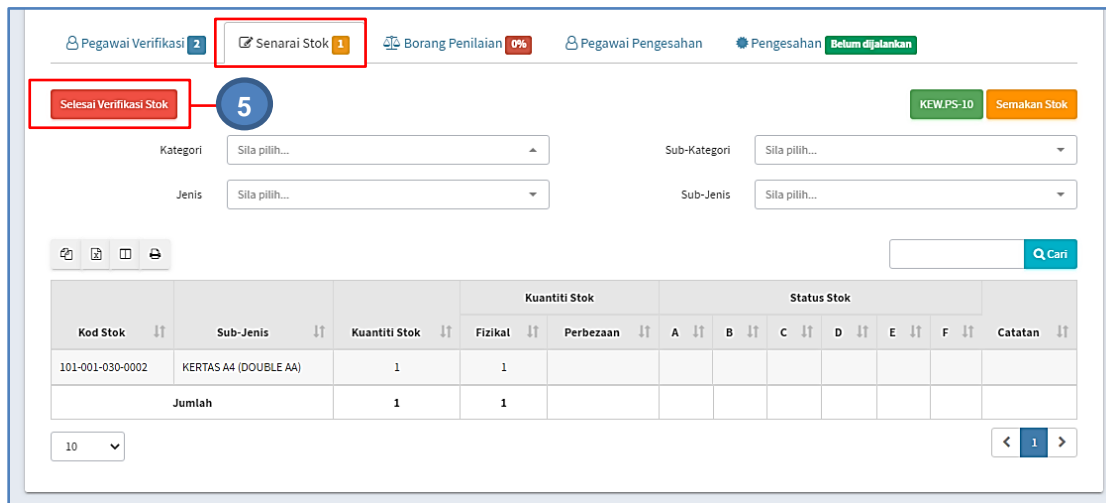 Pegawai Verifikasi 2 Senarai Stok 1 Borang Penilaian 0% Pegawai Pengesahan Pengesahan Belum dijalankan
Selesai Verifikasi Stok 5 KEW.PS-10 Semakan Stok
Kategori Sila pilih... Sub-Kategori Sila pilih...
Jenis Sila pilih... Sub-Jenis Sila pilih...
Cari
Kuantiti Stok Status Stok
Kod Stok Sub-Jenis Kuantiti Stok Fizikal Perbezaan A B C D E F Catatan
101-001-030-0002 KERTAS A4 (DOUBLE AA) 1 1
Jumlah 1 1
10 < 1 >